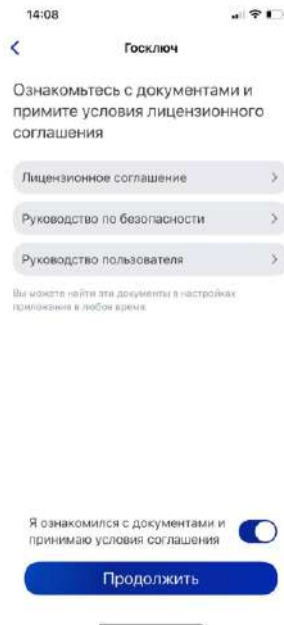 14:08
Госключ
Ознакомьтесь с документами и
примите условия лицензионного
соглашения
Лицензионное соглашение
Руководство по безопасности
Руководство пользователя
Вы можете найти эти документы в настройках
приложения в любое время.
Я ознакомился с документами и
принимаю условия соглашения
Продолжить